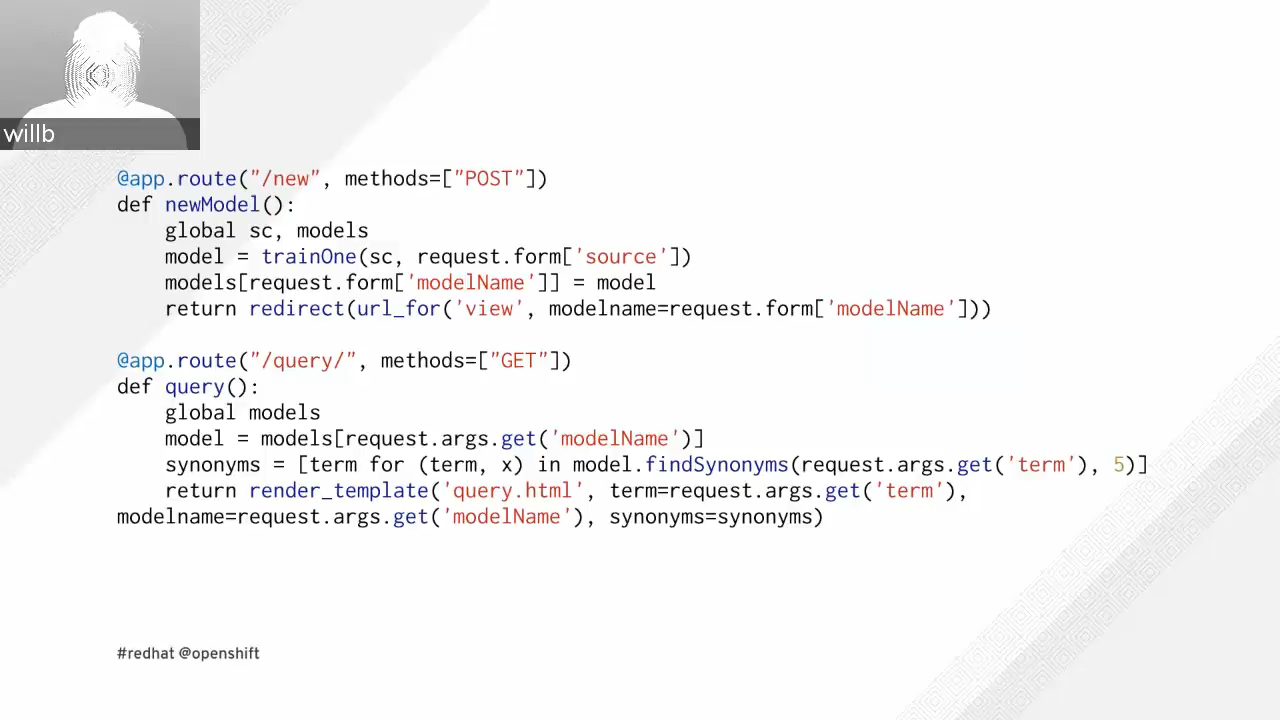 willb
@app.route("/new", methods=["POST"])
def newModel():
    global sc, models
    model = trainOne(sc, request.form['source'])
    models[request.form['modelName']] = model
    return redirect(url_for('view', modelname=request.form['modelName']))

@app.route("/query/", methods=["GET"])
def query():
    global models
    model = models[request.args.get('modelName')]
    synonyms = [term for (term, x) in model.findSynonyms(request.args.get('term'), 5)]
    return render_template('query.html', term=request.args.get('term'),
modelname=request.args.get('modelName'), synonyms=synonyms)
#redhat @openshift